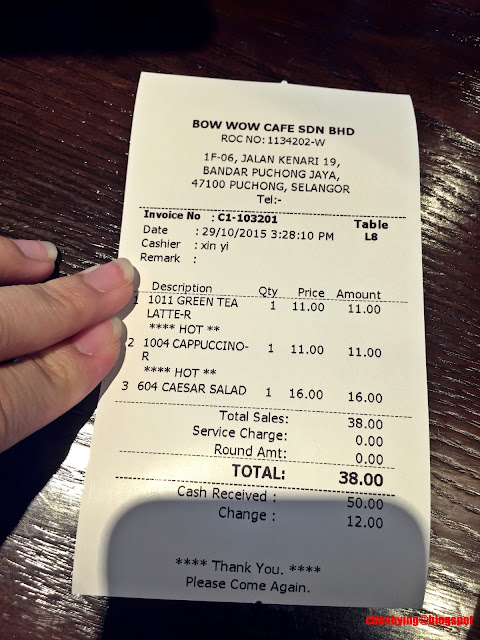 BOW WOW CAFE SDN BHD
ROC NO: 1134202-W
1F-06, JALAN KENARI 19,
BANDAR PUCHONG JAYA,
47100 PUCHONG, SELANGOR
Tel:-
Invoice No : C1-103201 Table
Date : 29/10/2015 3:28:10 PM L8
Cashier : xin yi
Remark :
Description Qty Price Amount
1 1011 GREEN TEA 1 11.00 11.00
LATTE-R
**** HOT **
2 1004 CAPPUCCINO- 1 11.00 11.00
R
**** HOT **
3 604 CAESAR SALAD 1 16.00 16.00
Total Sales: 38.00
Service Charge: 0.00
Round Amt: 0.00
TOTAL: 38.00
Cash Received : 50.00
Change : 12.00
**** Thank You. ****
Please Come Again.
cheekying@blogspot